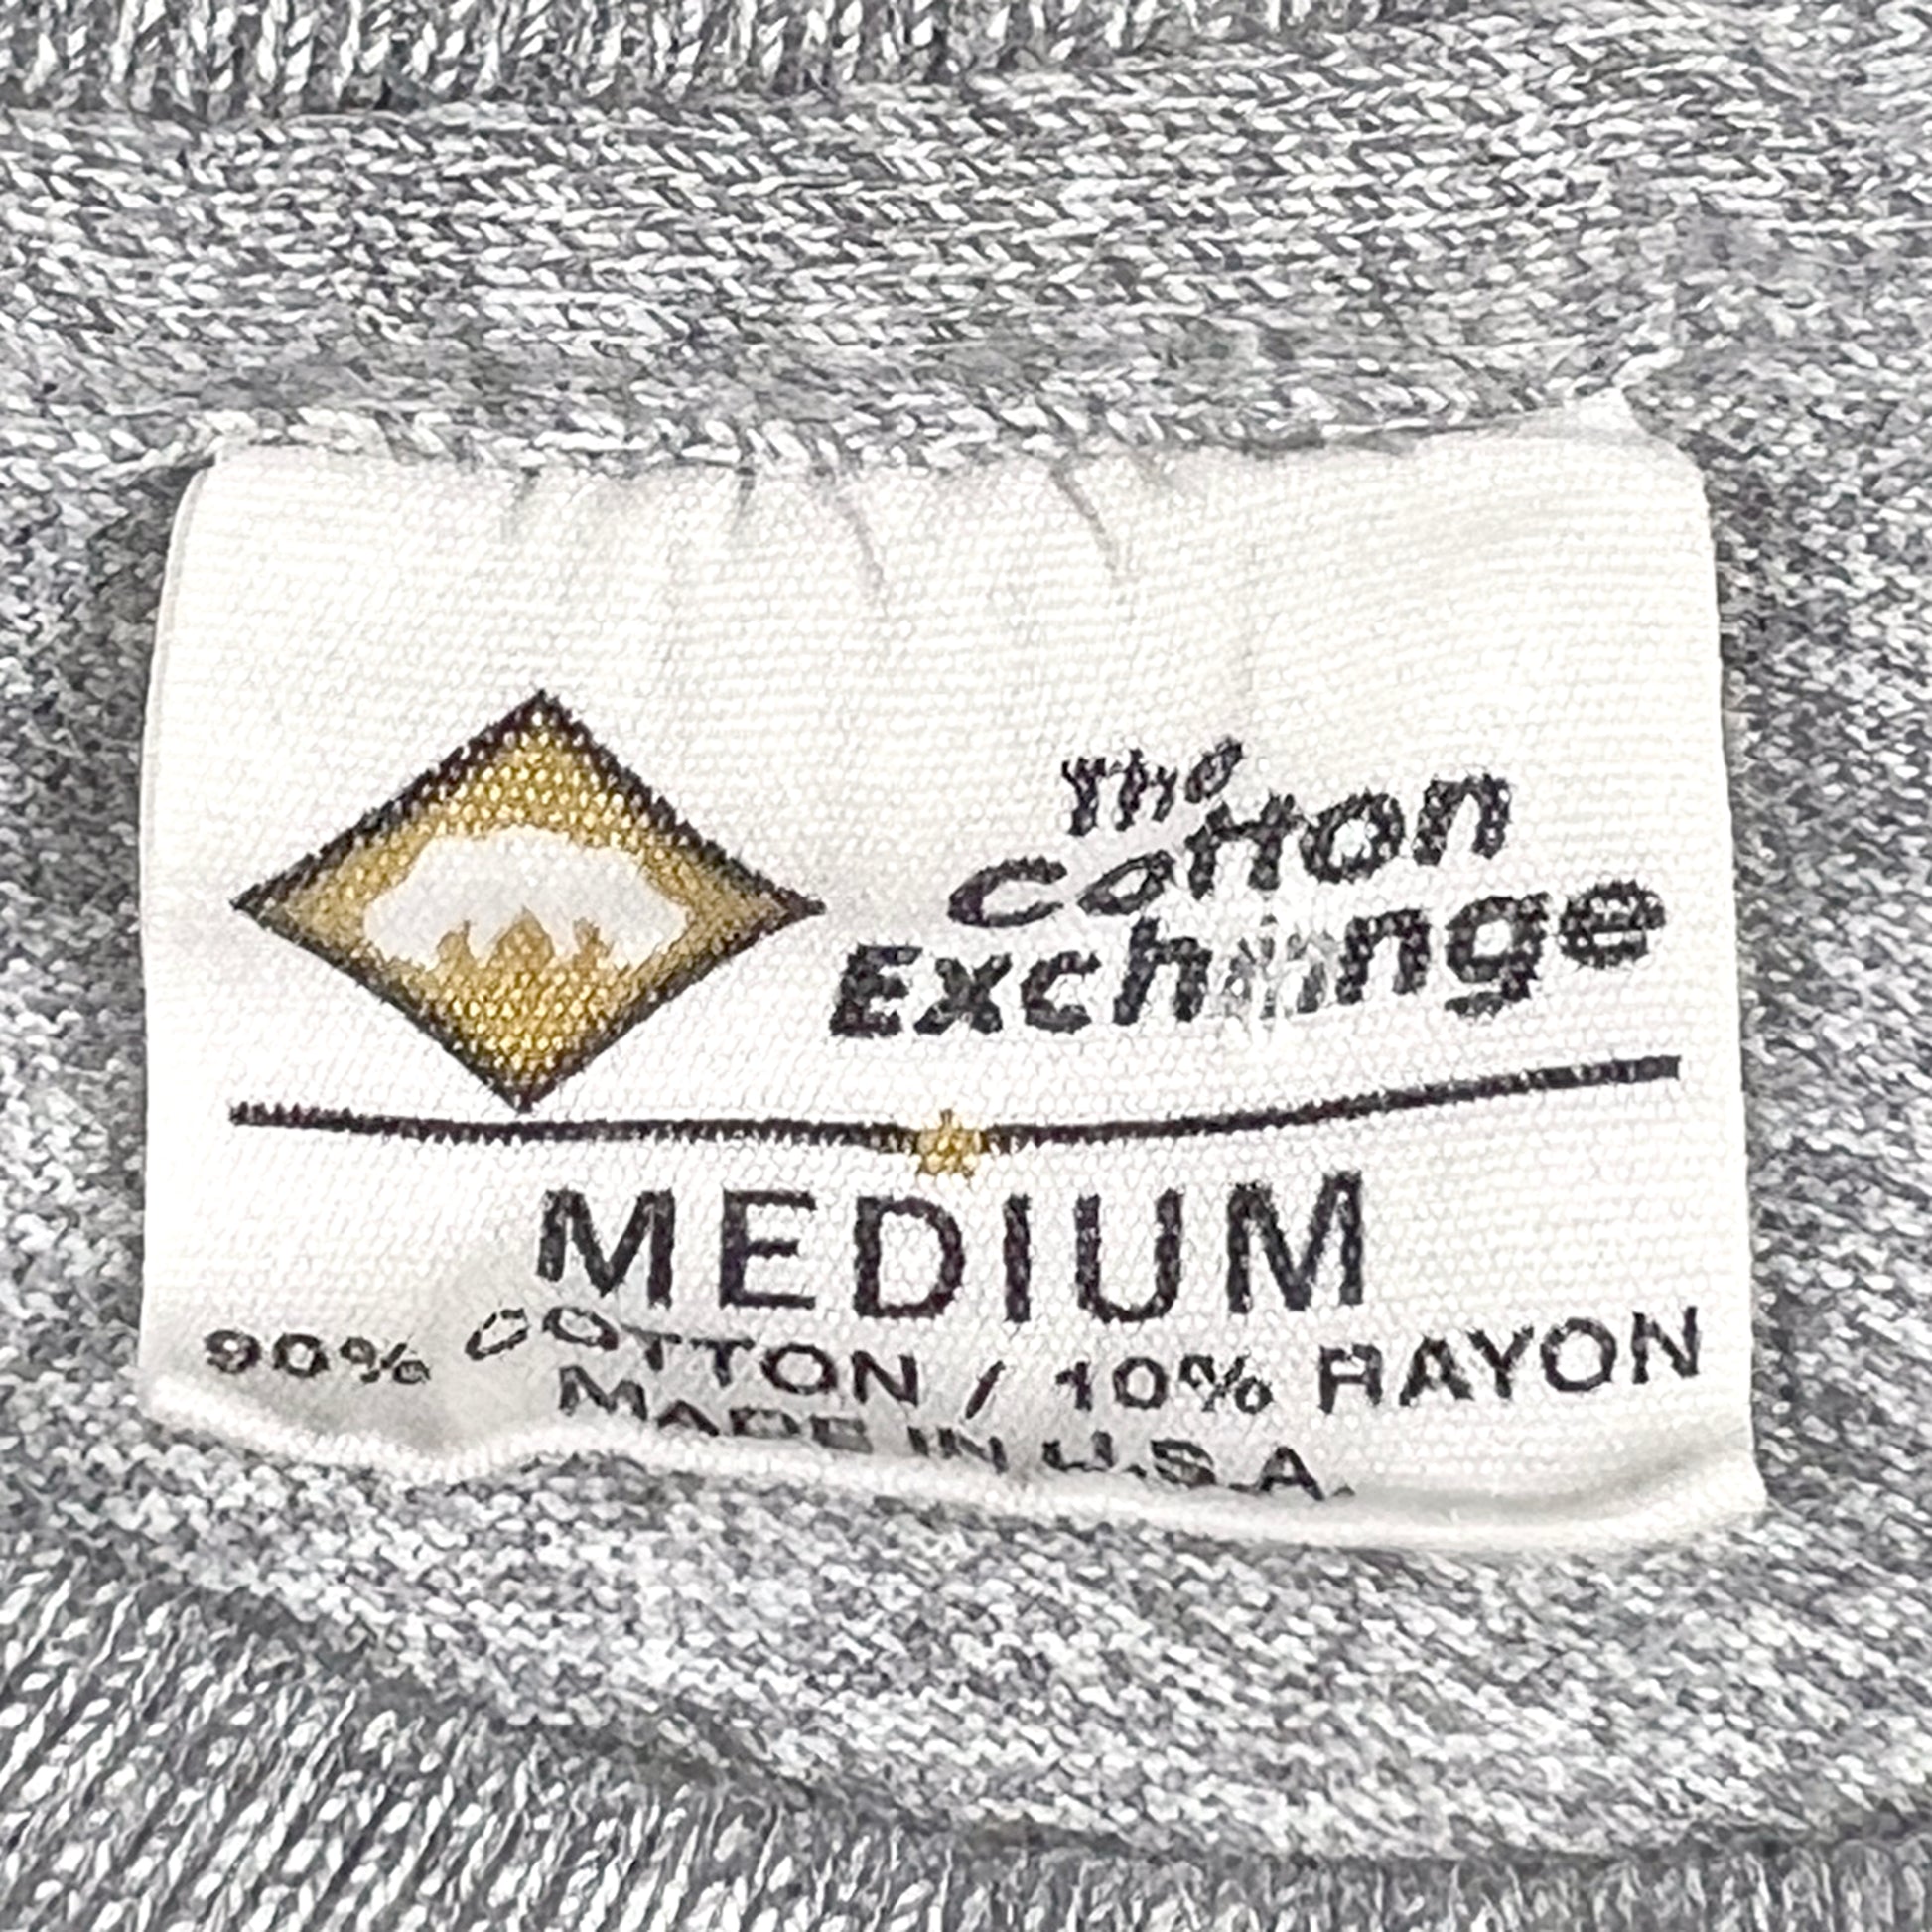 The
Cotton
Exchange
MEDIUM
90% COTTON / 10% RAYON
MADE IN U.S.A.